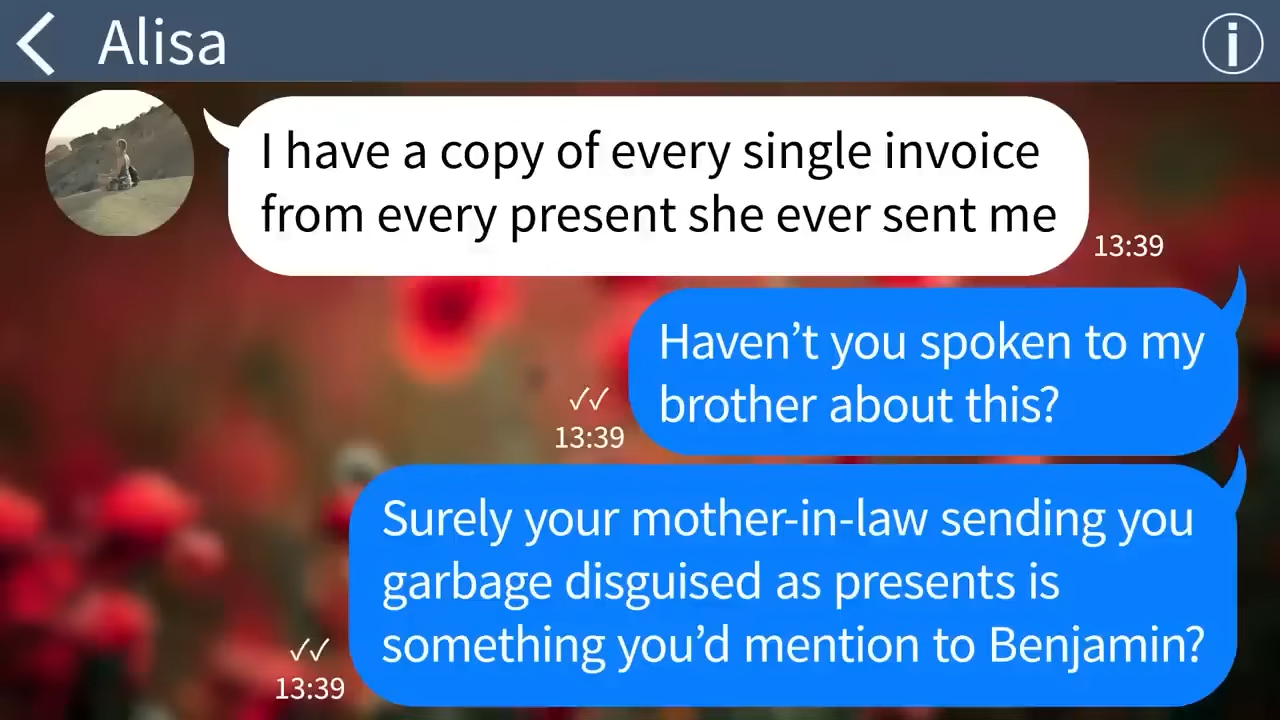 Alisa
I have a copy of every single invoice
from every present she ever sent me
13:39
Haven’t you spoken to my
brother about this?
13:39
Surely your mother-in-law sending you
garbage disguised as presents is
something you’d mention to Benjamin?
13:39